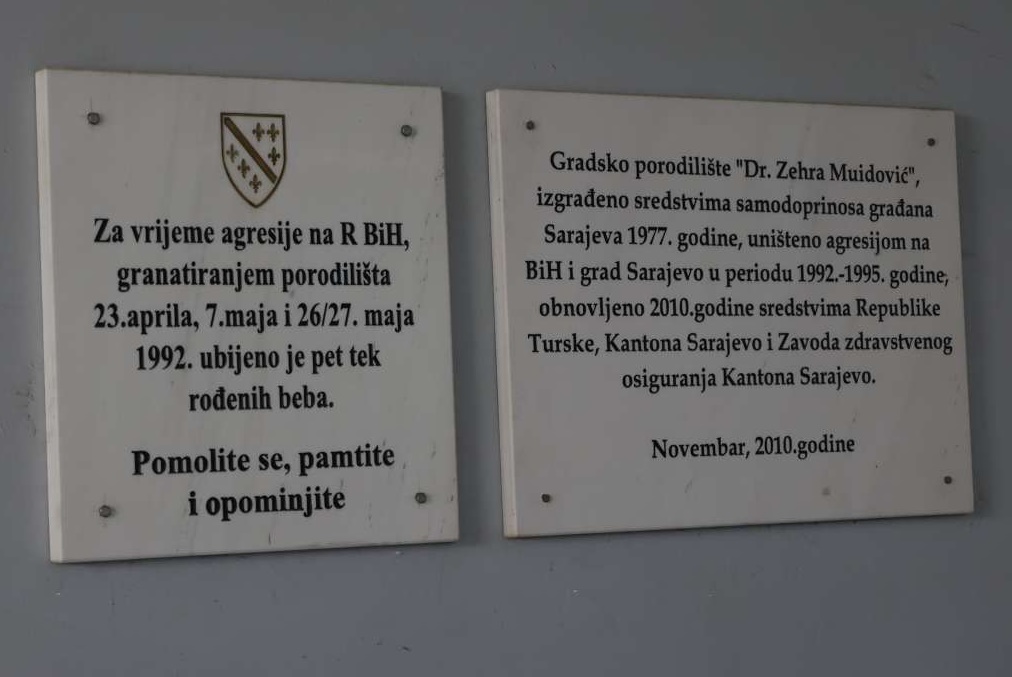 Za vrijeme agresije na R BiH,
granatiranjem porodilišta
23.aprila, 7.maja i 26/27. maja
1992. ubijeno je pet tek
rođenih beba.
Pomolite se, pamtite
i opominjite
Gradsko porodilište "Dr. Zehra Muidović",
izgrađeno sredstvima samodoprinosa građana
Sarajeva 1977. godine, uništeno agresijom na
BiH i grad Sarajevo u periodu 1992.-1995. godine,
obnovljeno 2010.godine sredstvima Republike
Turske, Kantona Sarajevo i Zavoda zdravstvenog
osiguranja Kantona Sarajevo.
Novembar, 2010.godine